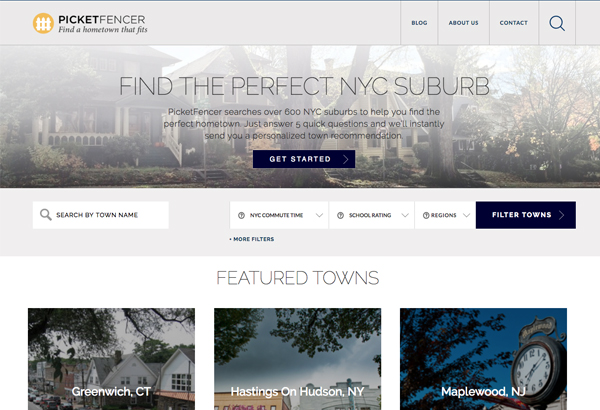 PICKETFENCER
Find a hometown that fits
BLOG
ABOUT US
CONTACT
FIND THE PERFECT NYC SUBURB
PicketFencer searches over 600 NYC suburbs to help you find the
perfect hometown. Just answer 5 quick questions and we'll instantly
send you a personalized town recommendation.
GET STARTED
SEARCH BY TOWN NAME
? NYC COMMUTE TIME
? SCHOOL RATING
? REGIONS
FILTER TOWNS
+ MORE FILTERS
FEATURED TOWNS
Greenwich, CT
Hastings On Hudson, NY
Maplewood, NJ
Maplewood